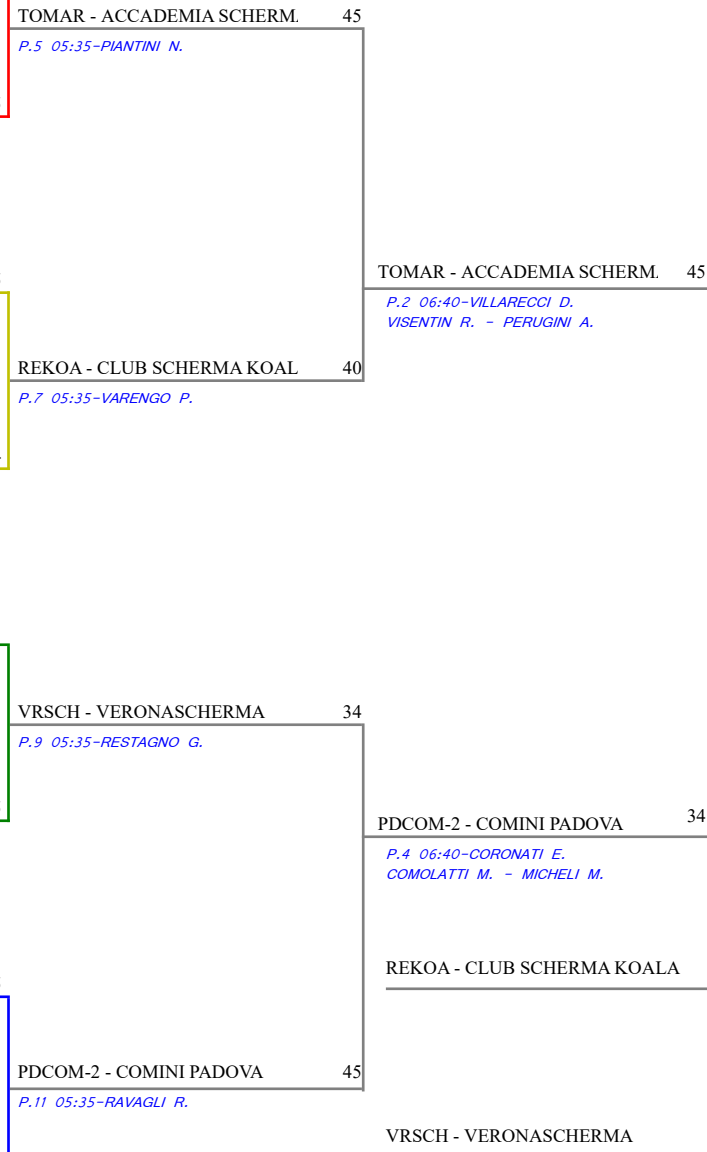 TOMAR - ACCADEMIA SCHERM. 45
P.5 05:35-PIANTINI N.
TOMAR - ACCADEMIA SCHERM. 45
P.2 06:40-VILLARECCI D.
VISENTIN R. - PERUGINI A.
REKOA - CLUB SCHERMA KOAL 40
P.7 05:35-VARENGO P.
VRSCH - VERONASCHERMA 34
P.9 05:35-RESTAGNO G.
PDCOM-2 - COMINI PADOVA 34
P.4 06:40-CORONATI E.
COMOLATTI M. - MICHELI M.
REKOA - CLUB SCHERMA KOALA
PDCOM-2 - COMINI PADOVA 45
P.11 05:35-RAVAGLI R.
VRSCH - VERONASCHERMA